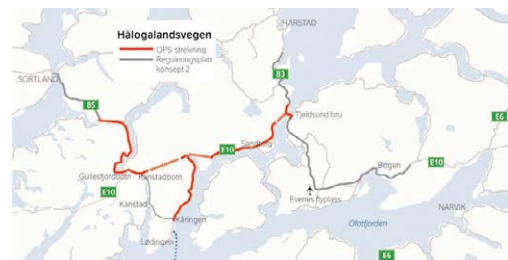 Hålogalandsvegen
OPS strekning
Reguleringsplan
konsept 2
HARSTAD
SORTLAND
83
85
Tjeldsund bru
E6
Sandtorg
E10
Gullesfjordbotn
Kanstadbotn
Bogen
E10
E10
Kanstad
Evenes flyplass
Kåringen
NARVIK
Ofotfjorden
Lødingen
E6